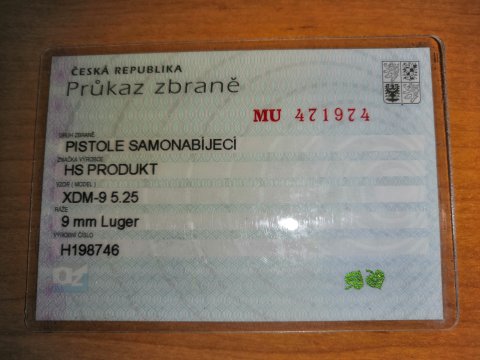 ČESKÁ REPUBLIKA
Průkaz zbraně
MU 471974
DRUH ZBRANĚ
PISTOLE SAMONABÍJECÍ
ZNAČKA VÝROBCE
HS PRODUKT
VZOR ( MODEL )
XDM-9 5.25
RÁŽE
9 mm Luger
VÝROBNÍ ČÍSLO
H198746